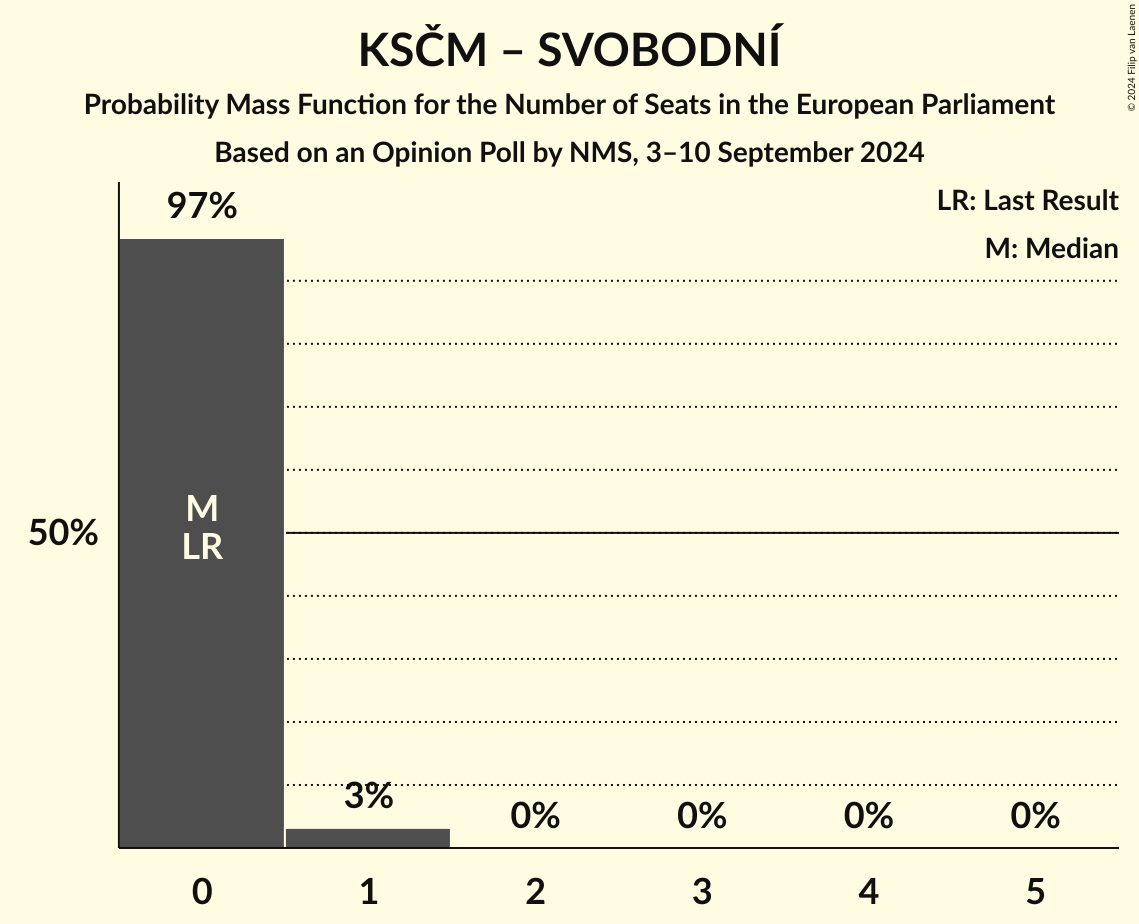 KSČM – SVOBODNÍ
Probability Mass Function for the Number of Seats in the European Parliament
Based on an Opinion Poll by NMS, 3–10 September 2024
© 2024 Filip van Laenen
LR: Last Result
M: Median
97%
50%
M
LR
3%
0%
0%
0%
0%
0
1
2
3
4
5